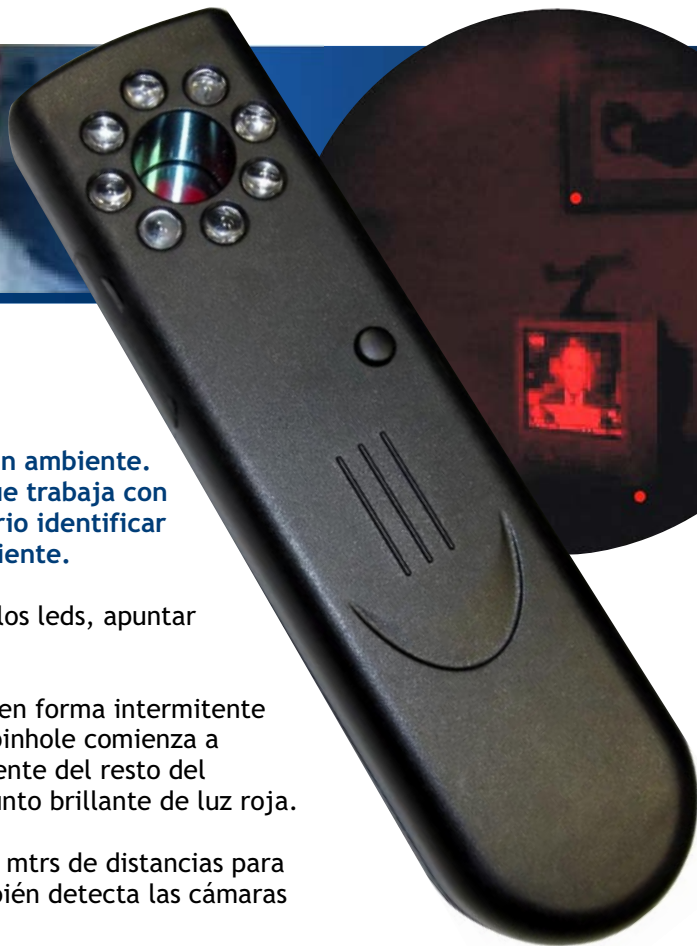 n ambiente.
ue trabaja con
rio identificar
iente.
los leds, apuntar
en forma intermitente
pinhole comienza a
ente del resto del
unto brillante de luz roja.
mtrs de distancias para
bién detecta las cámaras